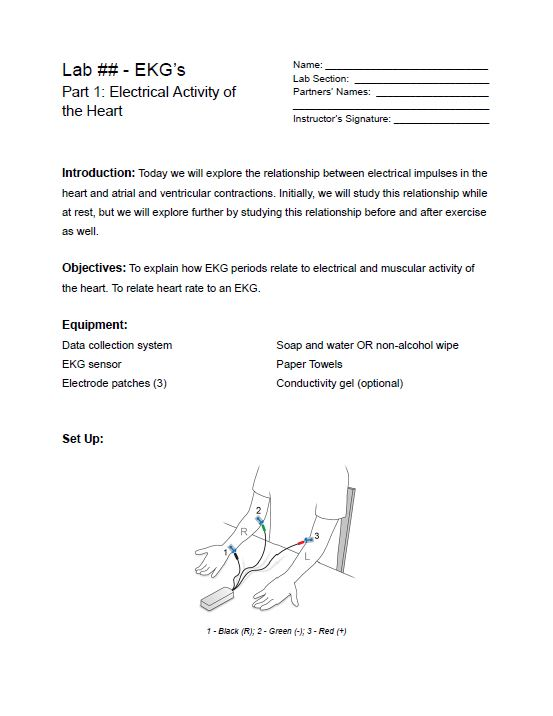 Lab ## - EKG's
Part 1: Electrical Activity of
the Heart
Name: ______________________________
Lab Section: _________________________
Partners' Names: _____________________
____________________________________
Instructor's Signature: __________________
Introduction: Today we will explore the relationship between electrical impulses in the
heart and atrial and ventricular contractions. Initially, we will study this relationship while
at rest, but we will explore further by studying this relationship before and after exercise
as well.
Objectives: To explain how EKG periods relate to electrical and muscular activity of
the heart. To relate heart rate to an EKG.
Equipment:
Data collection system
EKG sensor
Electrode patches (3)
Soap and water OR non-alcohol wipe
Paper Towels
Conductivity gel (optional)
Set Up:
2
R
1
3
L
1 - Black (R); 2 - Green (-); 3 - Red (+)